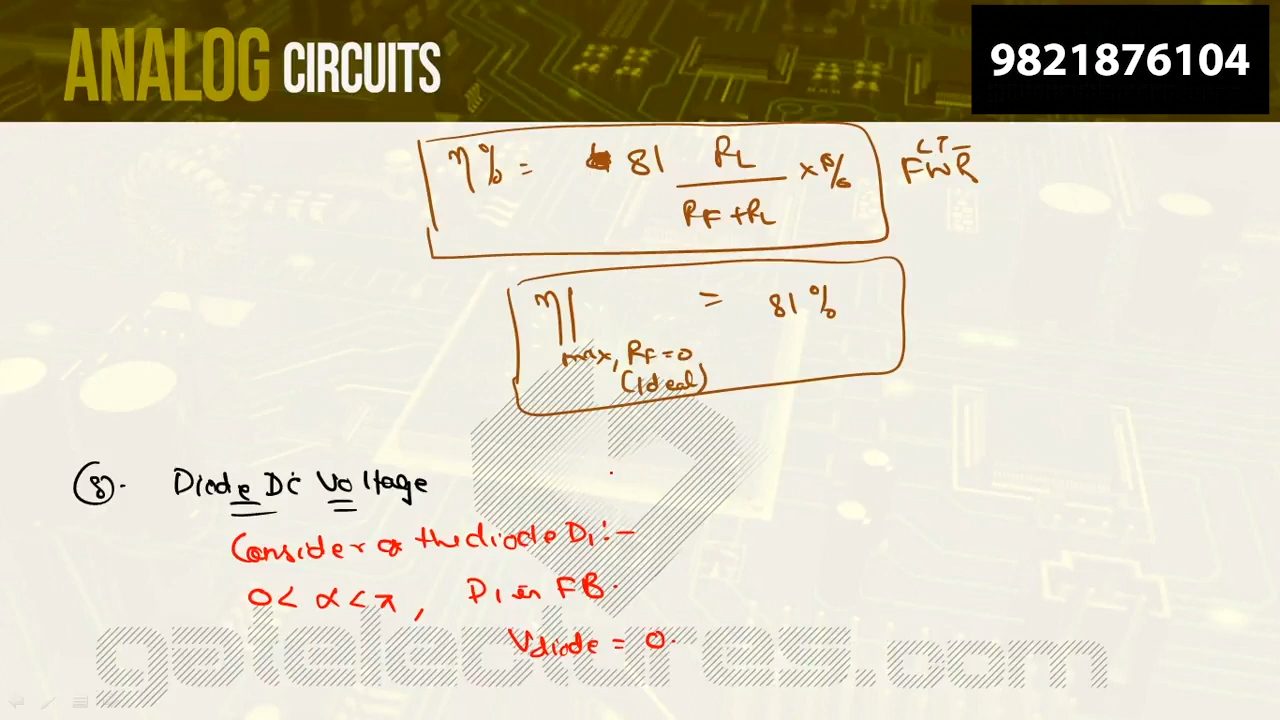 ANALOG CIRCUITS
9821876104
η% = 81 RL / RF + RL × %
CT
FWR
η| = 81%
max, RF = 0
(Ideal)
(8). Diode DC Voltage
Consider of the diode D1 :-
0 < α < π, D1 in FB.
Vdiode = 0.
gatelectures.com